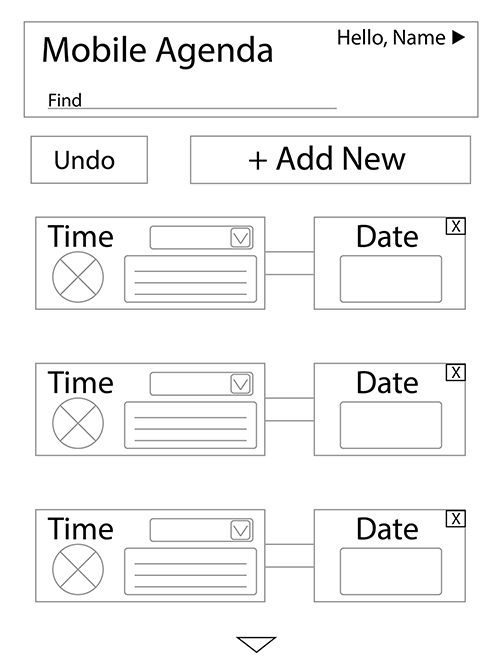 Hello, Name
Mobile Agenda
Find
Undo
+ Add New
Time
Date
X
Time
Date
X
Time
Date
X